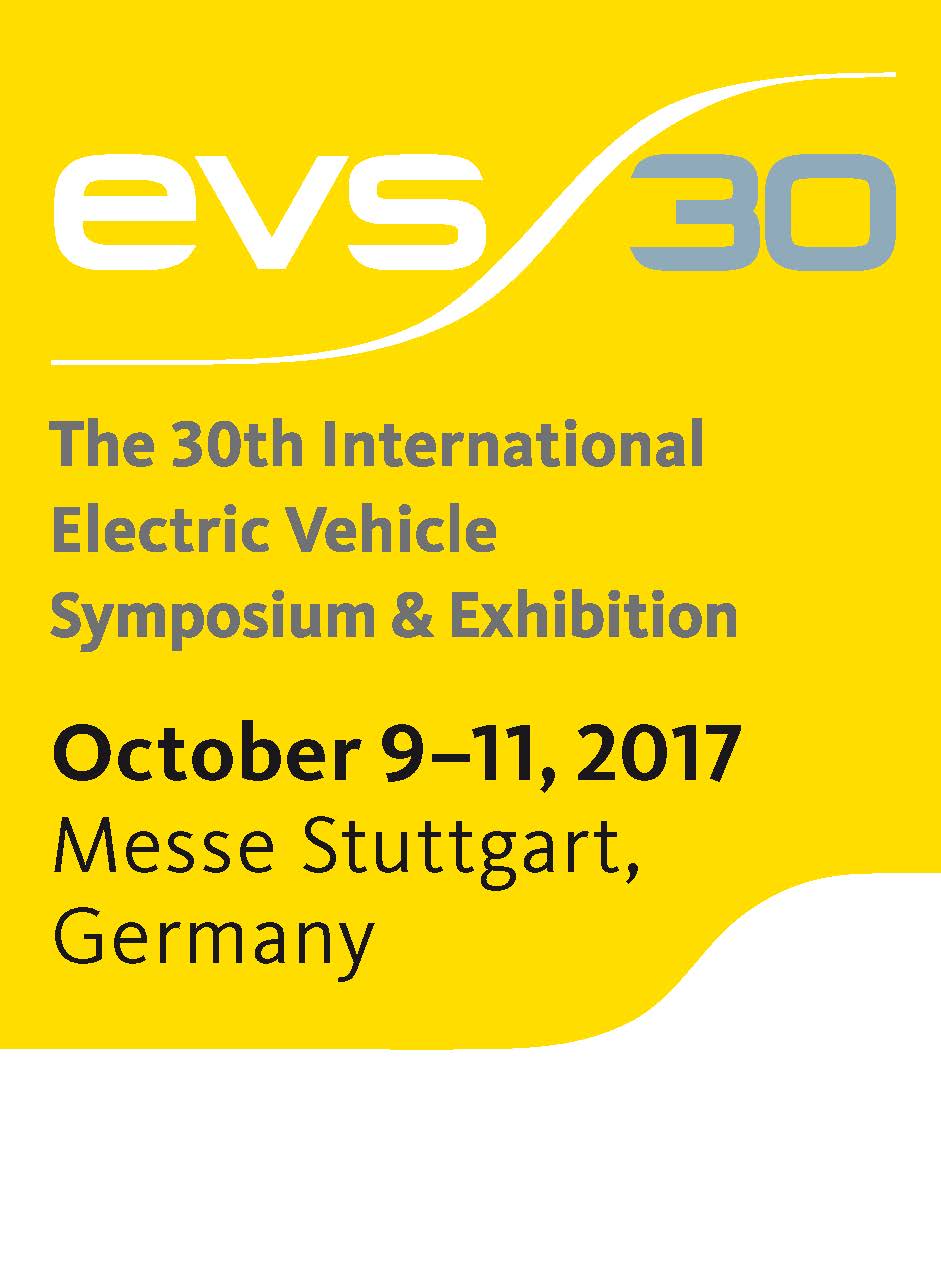 evs 30
The 30th International
Electric Vehicle
Symposium & Exhibition
October 9–11, 2017
Messe Stuttgart,
Germany